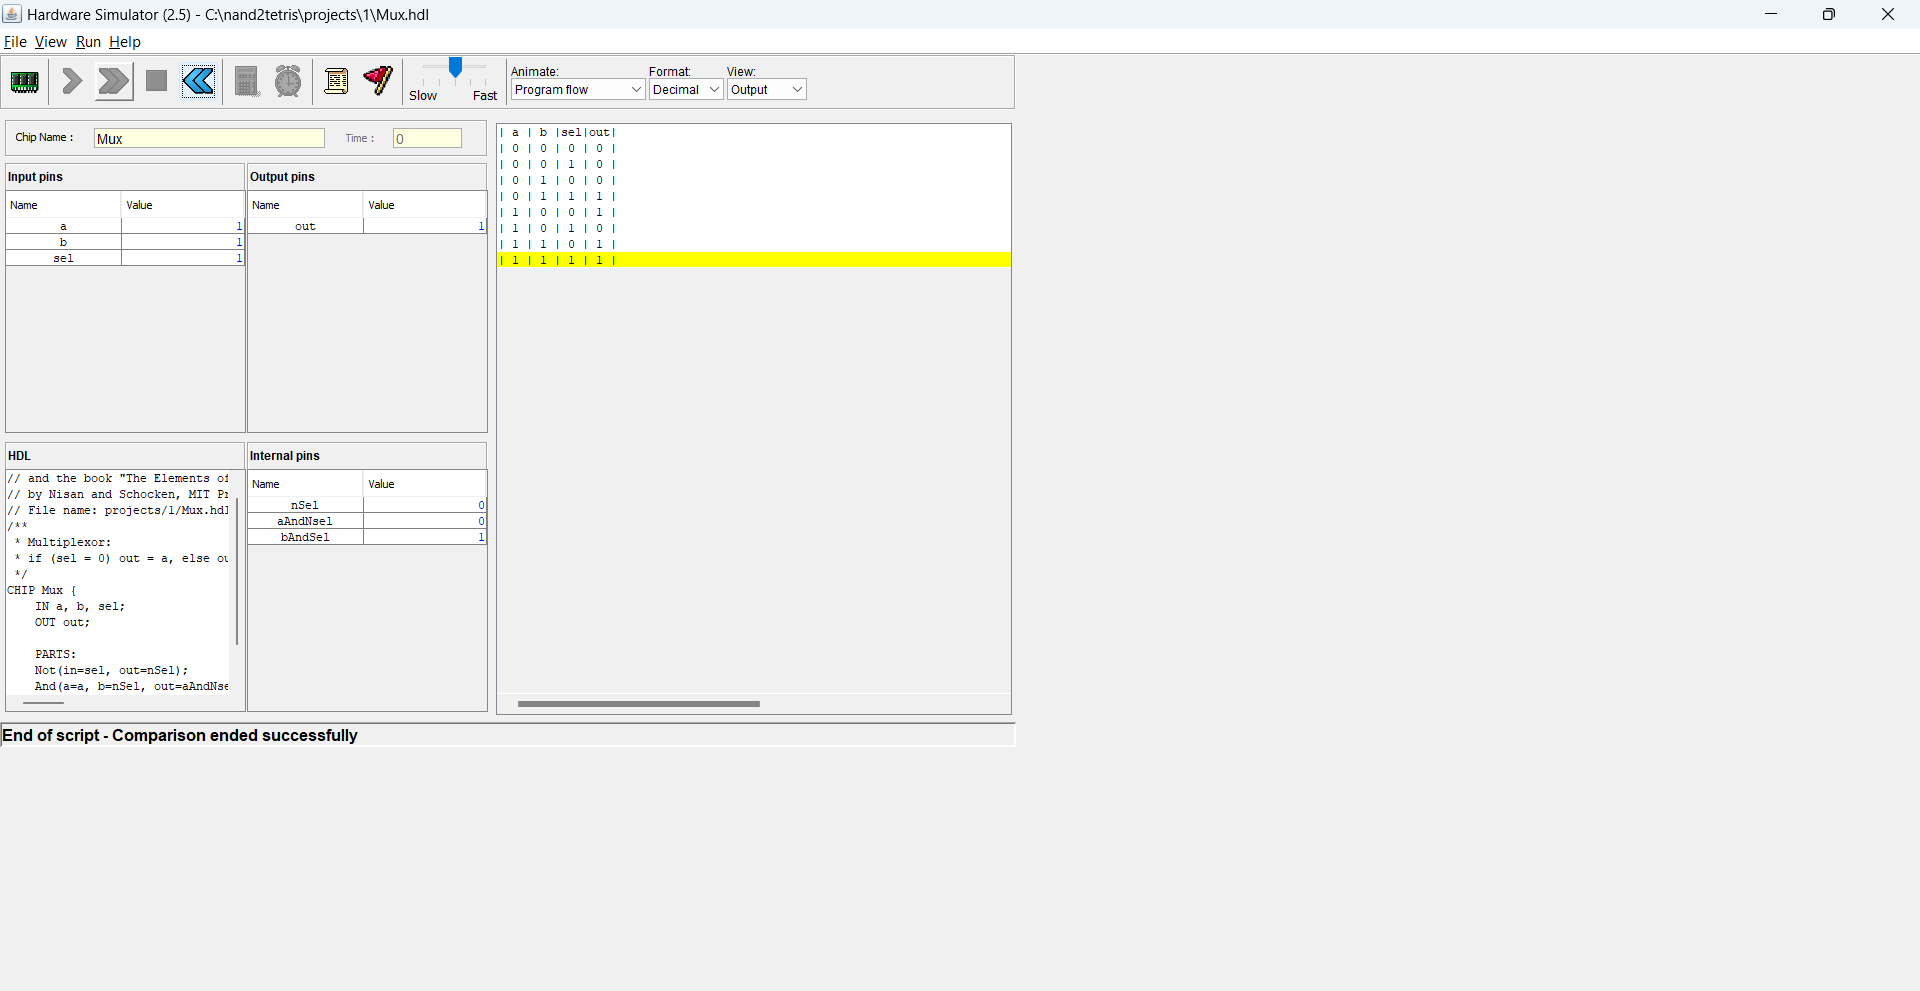 Hardware Simulator (2.5) - C:\nand2tetris\projects\1\Mux.hdl
File View Run Help
Slow Fast
Animate: Format: View:
Program flow Decimal Output
Chip Name : Mux Time : 0
Input pins
Name Value
a 1
b 1
sel 1
Output pins
Name Value
out 1
| a | b |sel|out|
| 0 | 0 | 0 | 0 |
| 0 | 0 | 1 | 0 |
| 0 | 1 | 0 | 0 |
| 0 | 1 | 1 | 1 |
| 1 | 0 | 0 | 1 |
| 1 | 0 | 1 | 0 |
| 1 | 1 | 0 | 1 |
| 1 | 1 | 1 | 1 |
HDL
// and the book "The Elements of
// by Nisan and Schocken, MIT Pr
// File name: projects/1/Mux.hdl
/**
* Multiplexor:
* if (sel = 0) out = a, else ou
*/
CHIP Mux {
IN a, b, sel;
OUT out;
PARTS:
Not(in=sel, out=nSel);
And(a=a, b=nSel, out=aAndNse
Internal pins
Name Value
nSel 0
aAndNsel 0
bAndSel 1
End of script - Comparison ended successfully